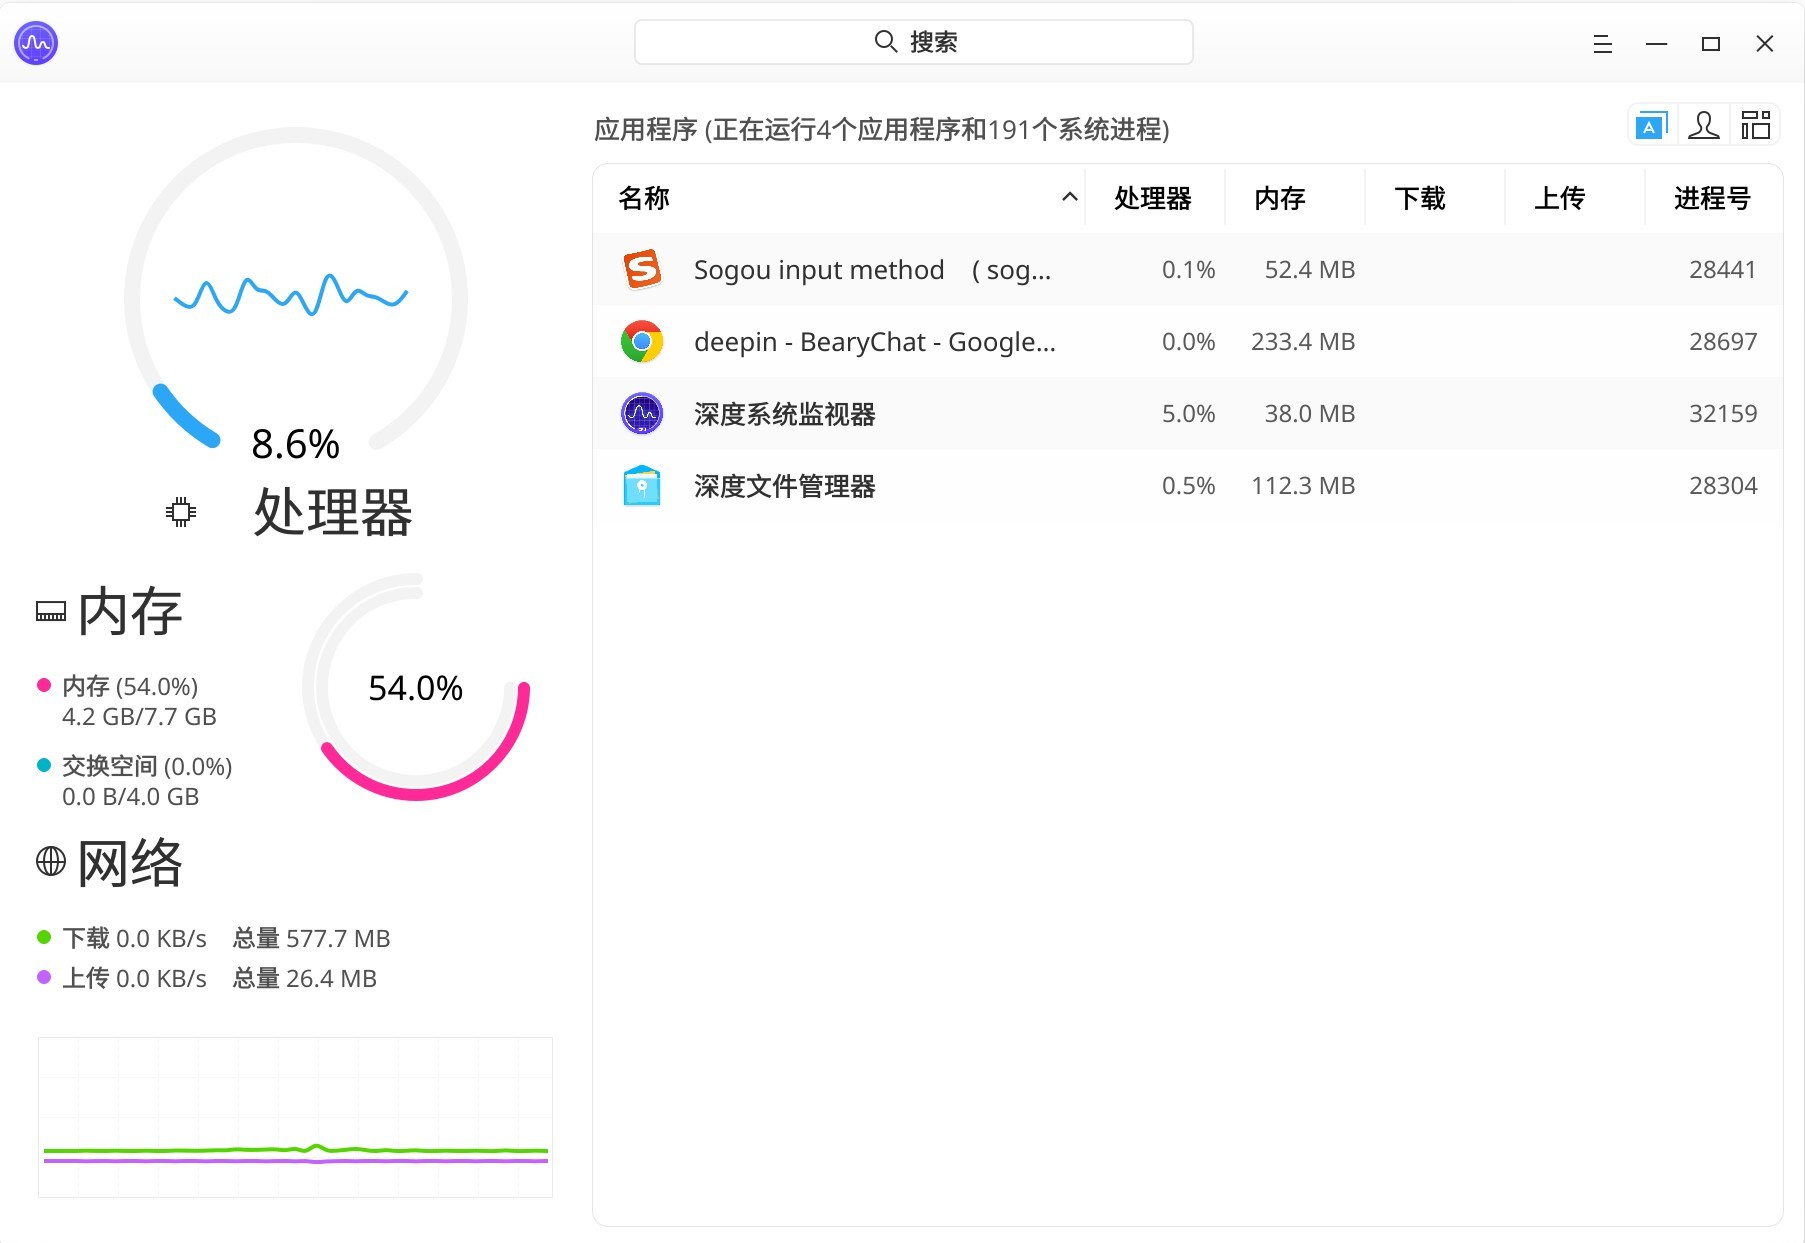 搜索
8.6%
处理器
内存
内存 (54.0%)
4.2 GB/7.7 GB
交换空间 (0.0%)
0.0 B/4.0 GB
54.0%
网络
下载 0.0 KB/s 总量 577.7 MB
上传 0.0 KB/s 总量 26.4 MB
应用程序 (正在运行4个应用程序和191个系统进程)
名称 处理器 内存 下载 上传 进程号
Sogou input method （ sog... 0.1% 52.4 MB 28441
deepin - BearyChat - Google... 0.0% 233.4 MB 28697
深度系统监视器 5.0% 38.0 MB 32159
深度文件管理器 0.5% 112.3 MB 28304